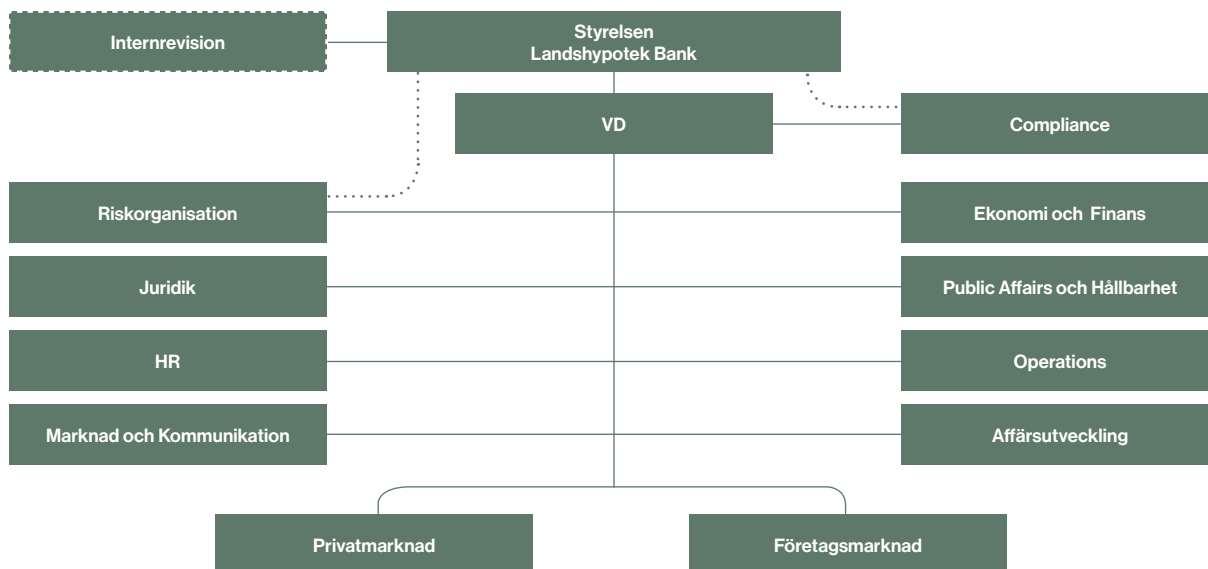 Internrevision
Styrelsen
Landshypotek Bank
VD
Compliance
Riskorganisation
Ekonomi och Finans
Juridik
Public Affairs och Hållbarhet
HR
Operations
Marknad och Kommunikation
Affärsutveckling
Privatmarknad
Företagsmarknad